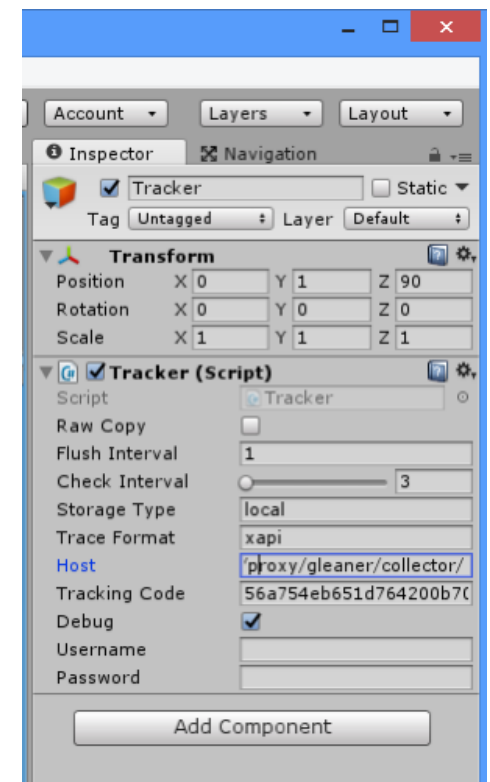 Account Layers Layout
Inspector Navigation
Tracker Static
Tag Untagged Layer Default
Transform
Position X 0 Y 1 Z 90
Rotation X 0 Y 0 Z 0
Scale X 1 Y 1 Z 1
Tracker (Script)
Script Tracker
Raw Copy
Flush Interval 1
Check Interval 3
Storage Type local
Trace Format xapi
Host /proxy/gleaner/collector/
Tracking Code 56a754eb651d764200b70
Debug
Username
Password
Add Component